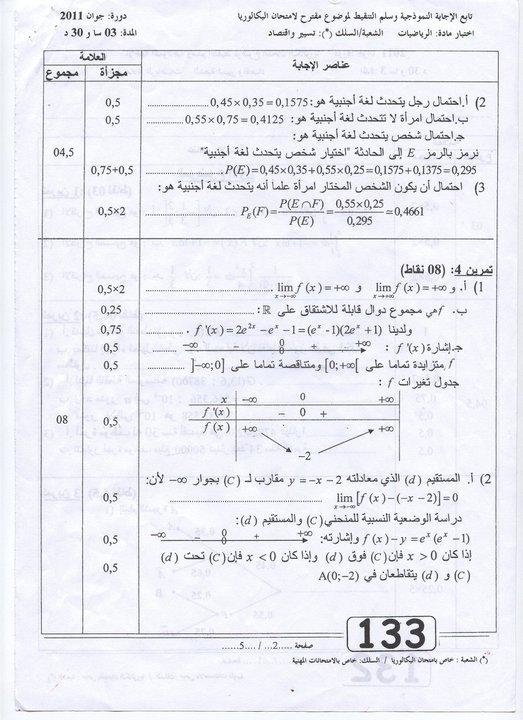 تابع الإجابة النموذجية وسلم التنقيط لموضوع مقترح لامتحان البكالوريا
دورة: جوان 2011
اختبار مادة: الرياضيات الشعبة/السلك (*): تسيير واقتصاد
المدة: 03 سا و 30 د
عناصر الإجابة
العلامة
مجزأة
مجموع
2) أ.احتمال رجل يتحدث لغة أجنبية هو: 0,45×0,35=0,1575
0,5
ب.احتمال امرأة لا تتحدث لغة أجنبية هو: 0,55×0,75=0,4125
0,5
ج.احتمال شخص يتحدث لغة أجنبية هو:
نرمز بالرمز E إلى الحادثة "اختيار شخص يتحدث لغة أجنبية"
04,5
P(E)=0,45×0,35+0,55×0,25=0,1575+0,1375=0,295
0,75+0,5
3) احتمال أن يكون الشخص المختار امرأة علما أنه يتحدث لغة أجنبية هو:
P_E(F)=P(E∩F)/P(E)=0,55×0,25/0,295≃0,4661
0,5×2
تمرين 4: (08 نقاط)
1) أ. lim f(x)=+∞ x→+∞ و lim f(x)=+∞ x→-∞ .
0,5×2
ب. f هي مجموع دوال قابلة للاشتقاق على ℝ:
0,25
ولدينا f'(x)=2e^{2x}-e^x-1=(e^x-1)(2e^x+1) .
0,75
ج.إشارة f'(x) : -∞ - 0 + +∞
0,5
f متزايدة تماما على [0;+∞[ ومتناقصة تماما على ]-∞;0]
0,5
جدول تغيرات f :
x -∞ 0 +∞
f'(x) - 0 +
f(x) +∞ -2 +∞
0,5
08
2) أ. المستقيم (d) الذي معادلته y=-x-2 مقارب لـ (C) بجوار -∞ لأن:
lim [f(x)-(-x-2)]=0 x→-∞
0,5
دراسة الوضعية النسبية للمنحني (C) والمستقيم (d):
f(x)-y=e^x(e^x-1) وإشارته: -∞ - 0 + +∞
0,5
إذا كان x>0 فإن (C) فوق (d) وإذا كان x<0 فإن (C) تحت (d)
0,5
(C) و (d) يتقاطعان في A(0;-2)
133
صفحة 2 / 5
(*) الشعبة : خاص بامتحان البكالوريا / السلك: خاص بالامتحانات المهنية